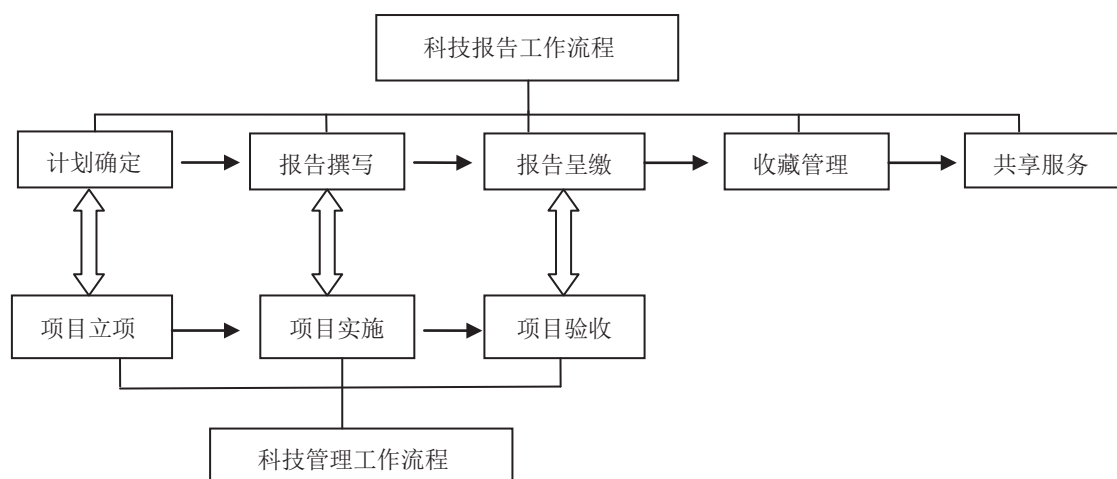 科技报告工作流程
计划确定
报告撰写
报告呈缴
收藏管理
共享服务
项目立项
项目实施
项目验收
科技管理工作流程